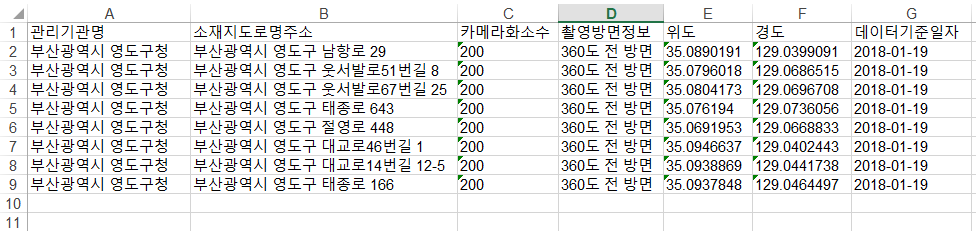 A B C D E F G
1 관리기관명 소재지도로명주소 카메라화소수 촬영방면정보 위도 경도 데이터기준일자
2 부산광역시 영도구청 부산광역시 영도구 남항로 29 200 360도 전 방면 35.0890191 129.0399091 2018-01-19
3 부산광역시 영도구청 부산광역시 영도구 웃서발로51번길 8 200 360도 전 방면 35.0796018 129.0686515 2018-01-19
4 부산광역시 영도구청 부산광역시 영도구 웃서발로67번길 25 200 360도 전 방면 35.0804173 129.0696708 2018-01-19
5 부산광역시 영도구청 부산광역시 영도구 태종로 643 200 360도 전 방면 35.076194 129.0736056 2018-01-19
6 부산광역시 영도구청 부산광역시 영도구 절영로 448 200 360도 전 방면 35.0691953 129.0668833 2018-01-19
7 부산광역시 영도구청 부산광역시 영도구 대교로46번길 1 200 360도 전 방면 35.0946637 129.0402443 2018-01-19
8 부산광역시 영도구청 부산광역시 영도구 대교로14번길 12-5 200 360도 전 방면 35.0938869 129.0441738 2018-01-19
9 부산광역시 영도구청 부산광역시 영도구 태종로 166 200 360도 전 방면 35.0937848 129.0464497 2018-01-19
10
11